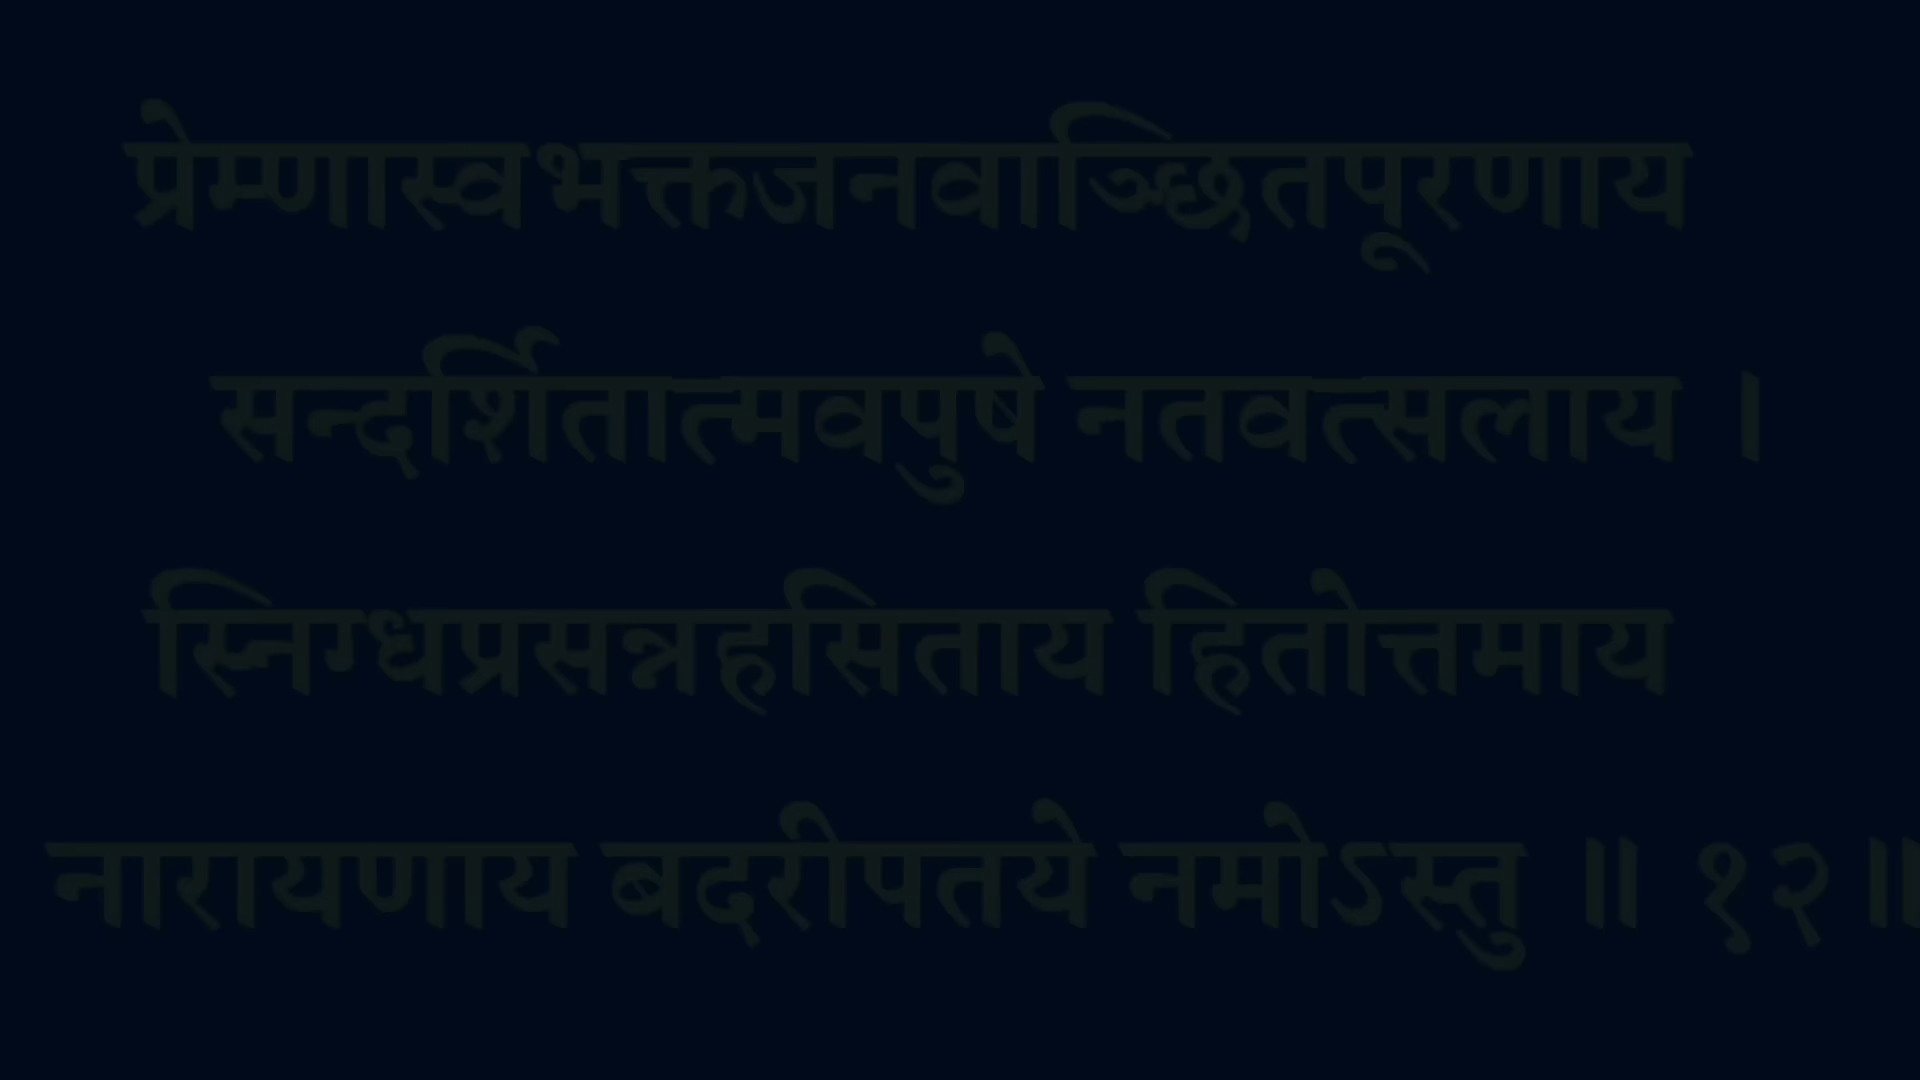 प्रेम्णास्वभक्तजनवाञ्छितपूरणाय
सन्दर्शितात्मवपुषे नतवत्सलाय ।
स्निग्धप्रसन्नहसिताय हितोत्तमाय
नारायणाय बदरीपतये नमोऽस्तु ॥ १२॥